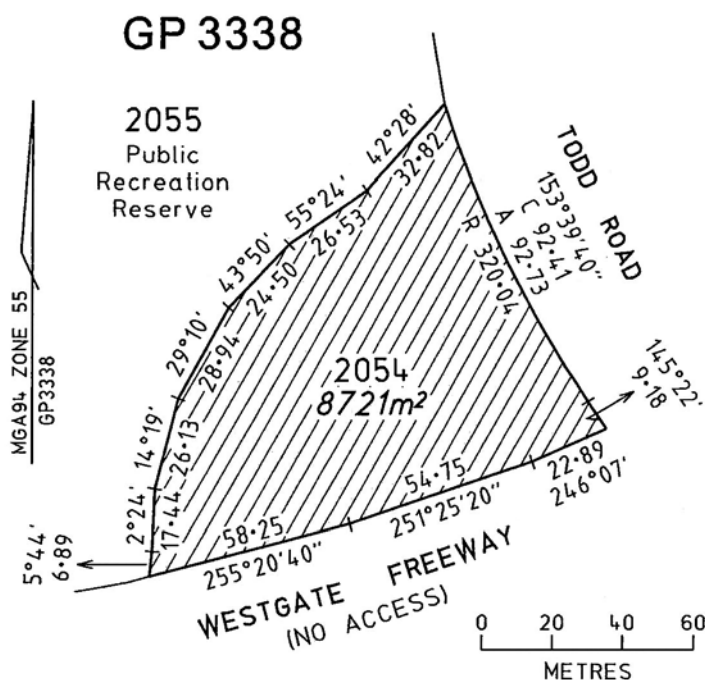 GP 3338
2055
Public
Recreation
Reserve
MGA94 ZONE 55
GP3338
42°28'
32·82
55°24'
26·53
43°50'
24·50
29°10'
28·94
14°19'
26·13
2°24'
17·44
5°44'
6·89
TODD ROAD
153°39'40"
C 92·41
A 92·73
R 320·04
2054
8721m²
145°22'
9·18
58·25
255°20'40"
54·75
251°25'20"
22·89
246°07'
WESTGATE FREEWAY
(NO ACCESS)
0 20 40 60
METRES